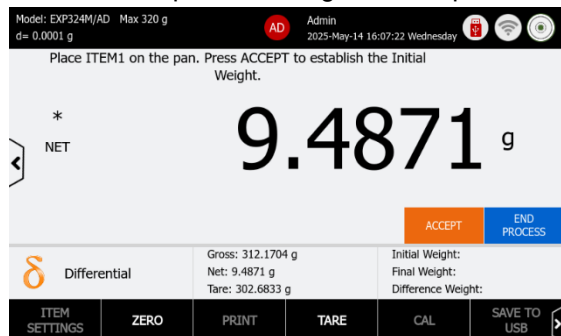 Model: EXP324M/AD Max 320 g
d= 0.0001 g
AD
Admin
2025-May-14 16:07:22 Wednesday
Place ITEM1 on the pan. Press ACCEPT to establish the Initial
Weight.
*
NET
9.4871 g
ACCEPT
END
PROCESS
δ
Differential
Gross: 312.1704 g
Net: 9.4871 g
Tare: 302.6833 g
Initial Weight:
Final Weight:
Difference Weight:
ITEM
SETTINGS
ZERO
PRINT
TARE
CAL
SAVE TO
USB